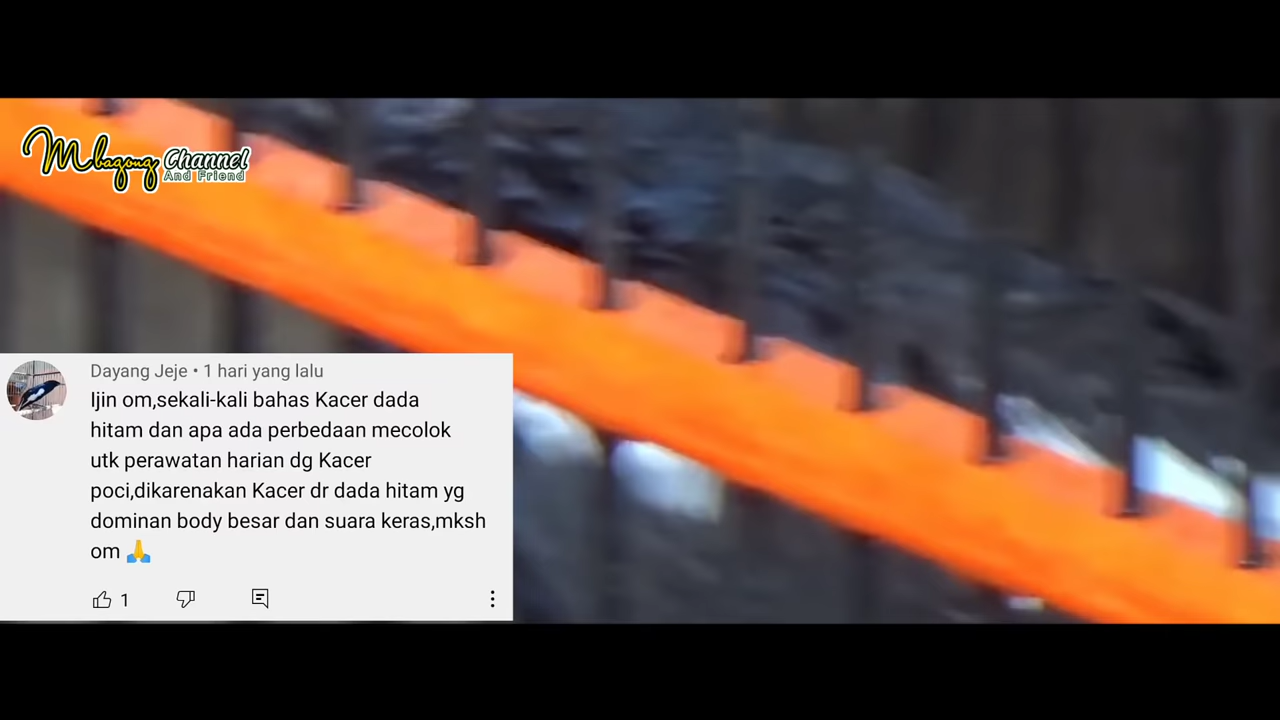 Mbagong Channel
And Friend
Dayang Jeje • 1 hari yang lalu
Ijin om,sekali-kali bahas Kacer dada
hitam dan apa ada perbedaan mecolok
utk perawatan harian dg Kacer
poci,dikarenakan Kacer dr dada hitam yg
dominan body besar dan suara keras,mksh
om 🙏
1